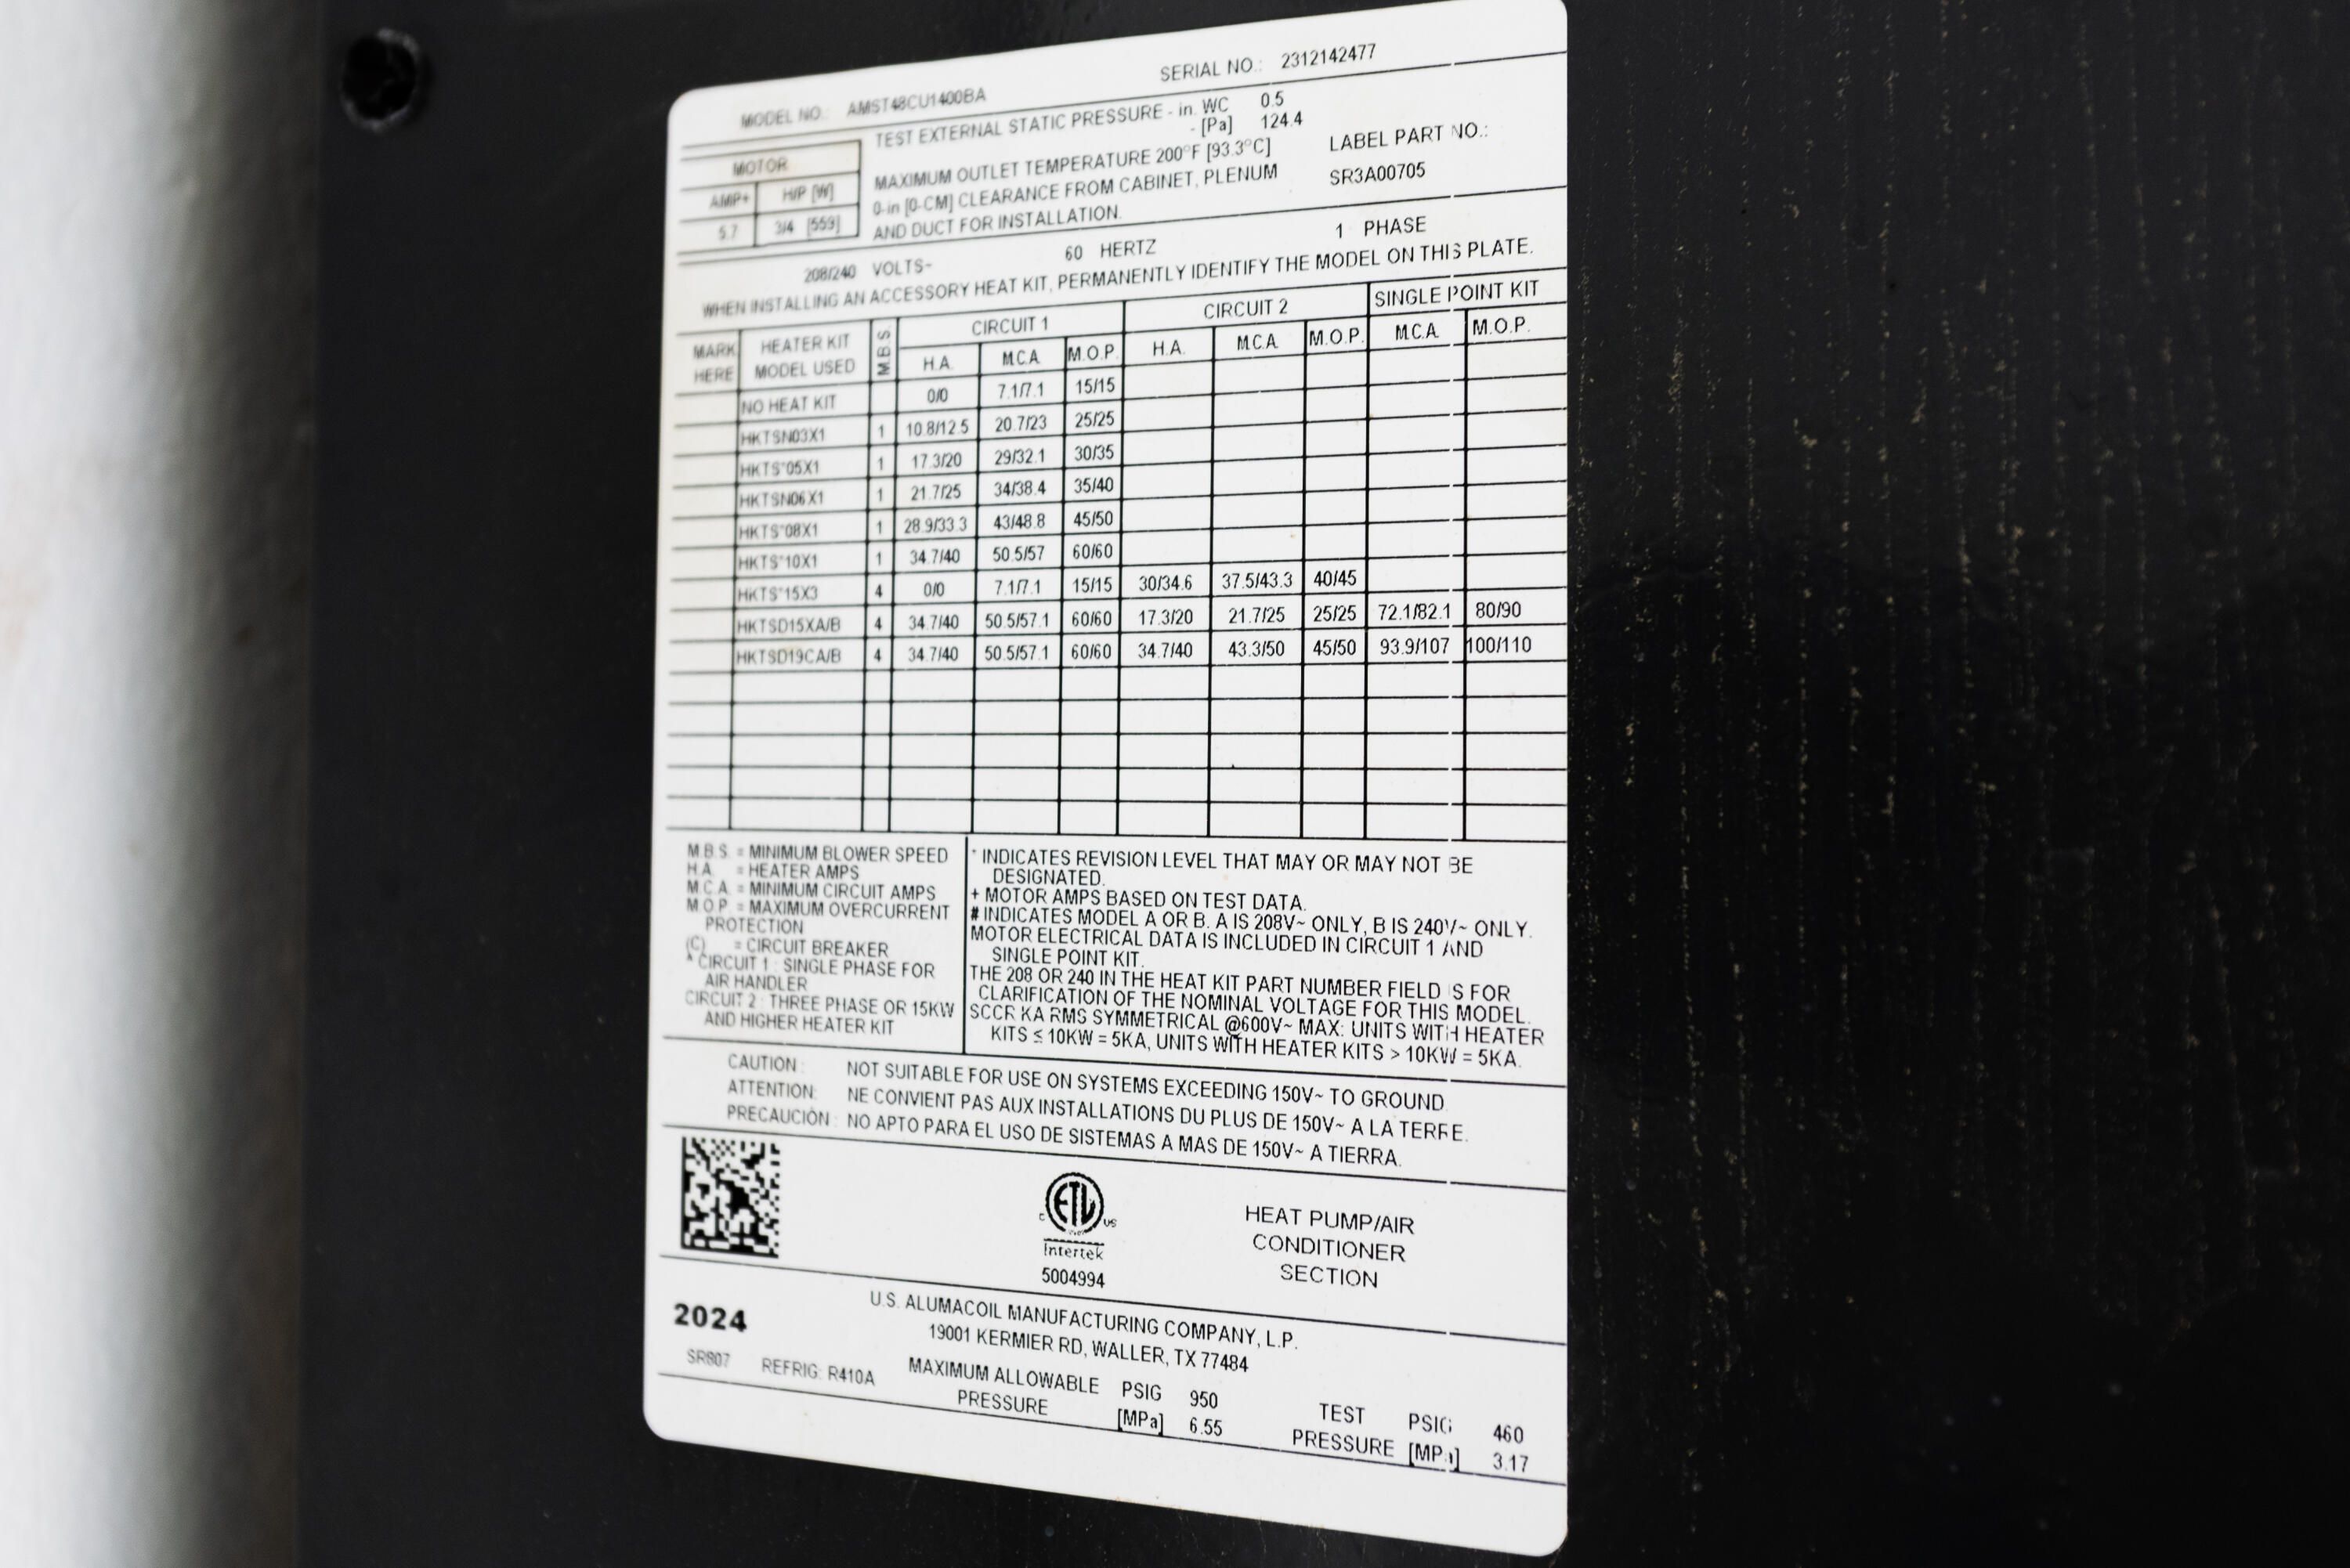 MODEL NO.: AMST48CU1400BA SERIAL NO.: 2312142477
TEST EXTERNAL STATIC PRESSURE - in. WC 0.5
- [Pa] 124.4
MOTOR
AMP+ H/P [W]
5.7 3/4 [559]
MAXIMUM OUTLET TEMPERATURE 200°F [93.3°C]
0-in [0-CM] CLEARANCE FROM CABINET, PLENUM
AND DUCT FOR INSTALLATION.
LABEL PART NO.:
SR3A00705
208/240 VOLTS~ 60 HERTZ 1 PHASE
WHEN INSTALLING AN ACCESSORY HEAT KIT, PERMANENTLY IDENTIFY THE MODEL ON THIS PLATE.
MARK HERE HEATER KIT MODEL USED M.B.S. CIRCUIT 1 CIRCUIT 2 SINGLE POINT KIT
H.A. M.C.A. M.O.P. H.A. M.C.A. M.O.P. M.C.A. M.O.P.
NO HEAT KIT 0/0 7.1/7.1 15/15
HKTSN03X1 1 10.8/12.5 20.7/23 25/25
HKTS*05X1 1 17.3/20 29/32.1 30/35
HKTSN06X1 1 21.7/25 34/38.4 35/40
HKTS*08X1 1 28.9/33.3 43/48.8 45/50
HKTS*10X1 1 34.7/40 50.5/57 60/60
HKTS*15X3 4 0/0 7.1/7.1 15/15 30/34.6 37.5/43.3 40/45
HKTSD15XA/B 4 34.7/40 50.5/57.1 60/60 17.3/20 21.7/25 25/25 72.1/82.1 80/90
HKTSD19CA/B 4 34.7/40 50.5/57.1 60/60 34.7/40 43.3/50 45/50 93.9/107 100/110
M.B.S. = MINIMUM BLOWER SPEED
H.A. = HEATER AMPS
M.C.A. = MINIMUM CIRCUIT AMPS
M.O.P. = MAXIMUM OVERCURRENT
PROTECTION
(C) = CIRCUIT BREAKER
^ CIRCUIT 1 : SINGLE PHASE FOR
AIR HANDLER
CIRCUIT 2 : THREE PHASE OR 15KW
AND HIGHER HEATER KIT
* INDICATES REVISION LEVEL THAT MAY OR MAY NOT BE
DESIGNATED.
+ MOTOR AMPS BASED ON TEST DATA.
# INDICATES MODEL A OR B. A IS 208V~ ONLY, B IS 240V~ ONLY.
MOTOR ELECTRICAL DATA IS INCLUDED IN CIRCUIT 1 AND
SINGLE POINT KIT.
THE 208 OR 240 IN THE HEAT KIT PART NUMBER FIELD IS FOR
CLARIFICATION OF THE NOMINAL VOLTAGE FOR THIS MODEL.
SCCR KA RMS SYMMETRICAL @600V~ MAX: UNITS WITH HEATER
KITS ≤ 10KW = 5KA, UNITS WITH HEATER KITS > 10KW = 5KA.
CAUTION : NOT SUITABLE FOR USE ON SYSTEMS EXCEEDING 150V~ TO GROUND.
ATTENTION: NE CONVIENT PAS AUX INSTALLATIONS DU PLUS DE 150V~ A LA TERRE.
PRECAUCIÓN : NO APTO PARA EL USO DE SISTEMAS A MAS DE 150V~ A TIERRA.
ETL
C US
Intertek
5004994
HEAT PUMP/AIR
CONDITIONER
SECTION
2024
U.S. ALUMACOIL MANUFACTURING COMPANY, L.P.
19001 KERMIER RD, WALLER, TX 77484
SR807 REFRIG: R410A MAXIMUM ALLOWABLE PRESSURE PSIG 950 [MPa] 6.55 TEST PRESSURE PSIG 460 [MPa] 3.17